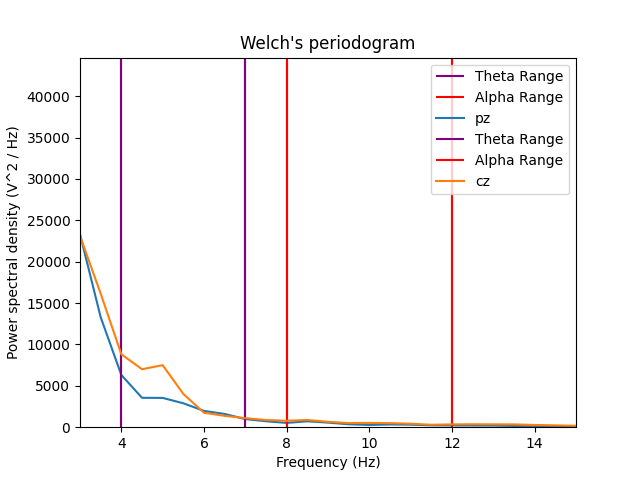 Welch's periodogram
Power spectral density (V^2 / Hz)
40000
35000
30000
25000
20000
15000
10000
5000
0
Theta Range
Alpha Range
pz
Theta Range
Alpha Range
cz
4 6 8 10 12 14
Frequency (Hz)